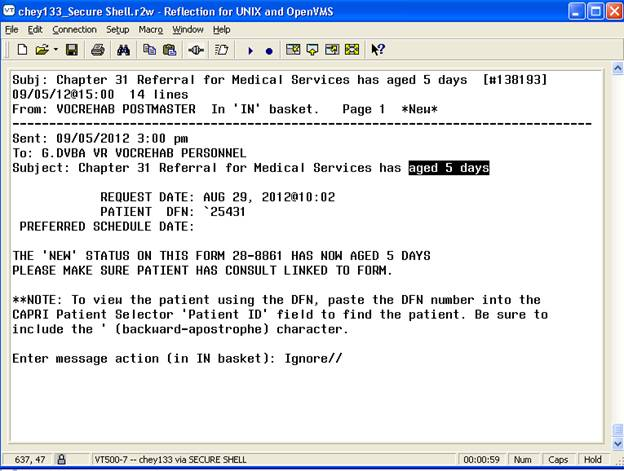 chey133_Secure Shell.r2w - Reflection for UNIX and OpenVMS
File Edit Connection Setup Macro Window Help
Subj: Chapter 31 Referral for Medical Services has aged 5 days [#138193]
09/05/12@15:00 14 lines
From: VOCREHAB POSTMASTER In 'IN' basket. Page 1 *New*
-------------------------------------------------------------------------------
Sent: 09/05/2012 3:00 pm
To: G.DVBA VR VOCREHAB PERSONNEL
Subject: Chapter 31 Referral for Medical Services has aged 5 days
REQUEST DATE: AUG 29, 2012@10:02
PATIENT DFN: `25431
PREFERRED SCHEDULE DATE:
THE 'NEW' STATUS ON THIS FORM 28-8861 HAS NOW AGED 5 DAYS
PLEASE MAKE SURE PATIENT HAS CONSULT LINKED TO FORM.
**NOTE: To view the patient using the DFN, paste the DFN number into the
CAPRI Patient Selector 'Patient ID' field to find the patient. Be sure to
include the ' (backward-apostrophe) character.
Enter message action (in IN basket): Ignore//
637, 47 VT500-7 -- chey133 via SECURE SHELL 00:00:59 Num Caps Hold